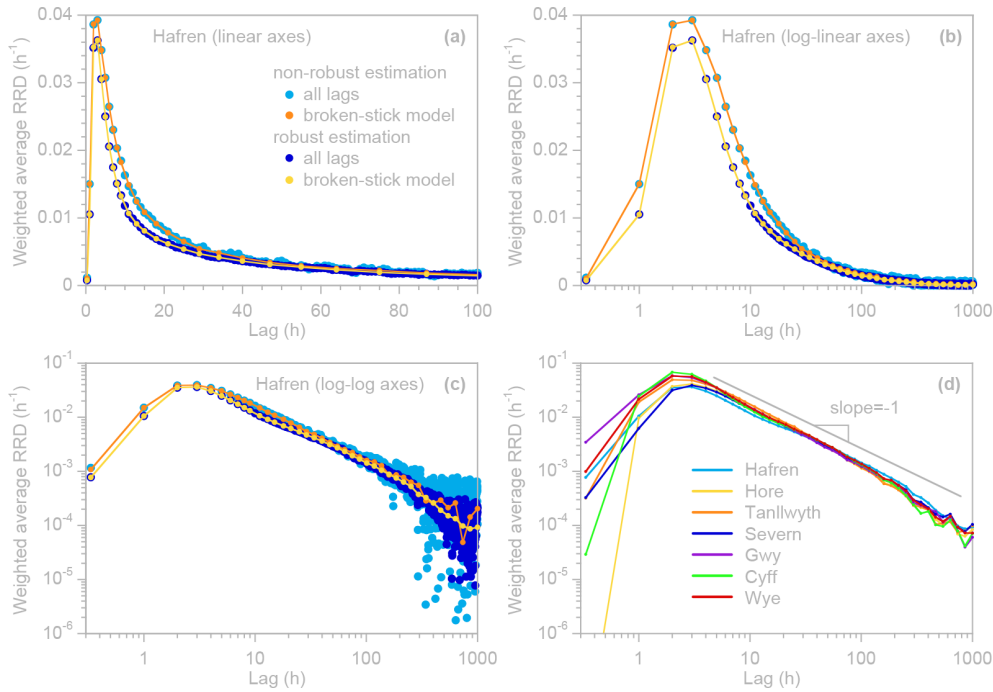 Hafren (linear axes) (a)
non-robust estimation
all lags
broken-stick model
robust estimation
all lags
broken-stick model
Weighted average RRD (h⁻¹)
0.04
0.03
0.02
0.01
0
0 20 40 60 80 100
Lag (h)
Hafren (log-linear axes) (b)
Weighted average RRD (h⁻¹)
0.04
0.03
0.02
0.01
0
1 10 100 1000
Lag (h)
Hafren (log-log axes) (c)
Weighted average RRD (h⁻¹)
10⁻¹
10⁻²
10⁻³
10⁻⁴
10⁻⁵
10⁻⁶
1 10 100 1000
Lag (h)
(d)
slope=-1
Hafren
Hore
Tanllwyth
Severn
Gwy
Cyff
Wye
Weighted average RRD (h⁻¹)
10⁻¹
10⁻²
10⁻³
10⁻⁴
10⁻⁵
10⁻⁶
1 10 100 1000
Lag (h)